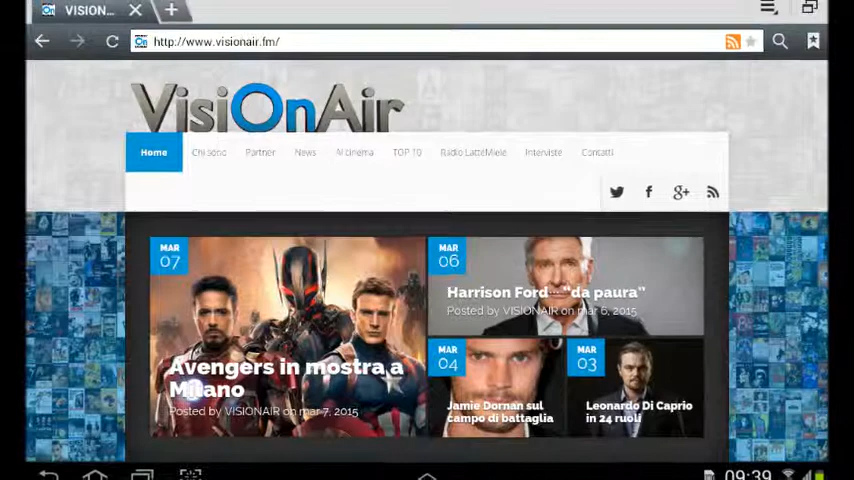 VISION...
http://www.visionair.fm/
VisiOnAir
Home
Chi sono
Partner
News
Al cinema
TOP 10
Radio LatteMiele
Interviste
Contatti
MAR
07
Avengers in mostra a
Milano
Posted by VISIONAIR on mar 7, 2015
MAR
06
Harrison Ford… “da paura”
Posted by VISIONAIR on mar 6, 2015
MAR
04
Jamie Dornan sul
campo di battaglia
MAR
03
Leonardo Di Caprio
in 24 ruoli
09:39